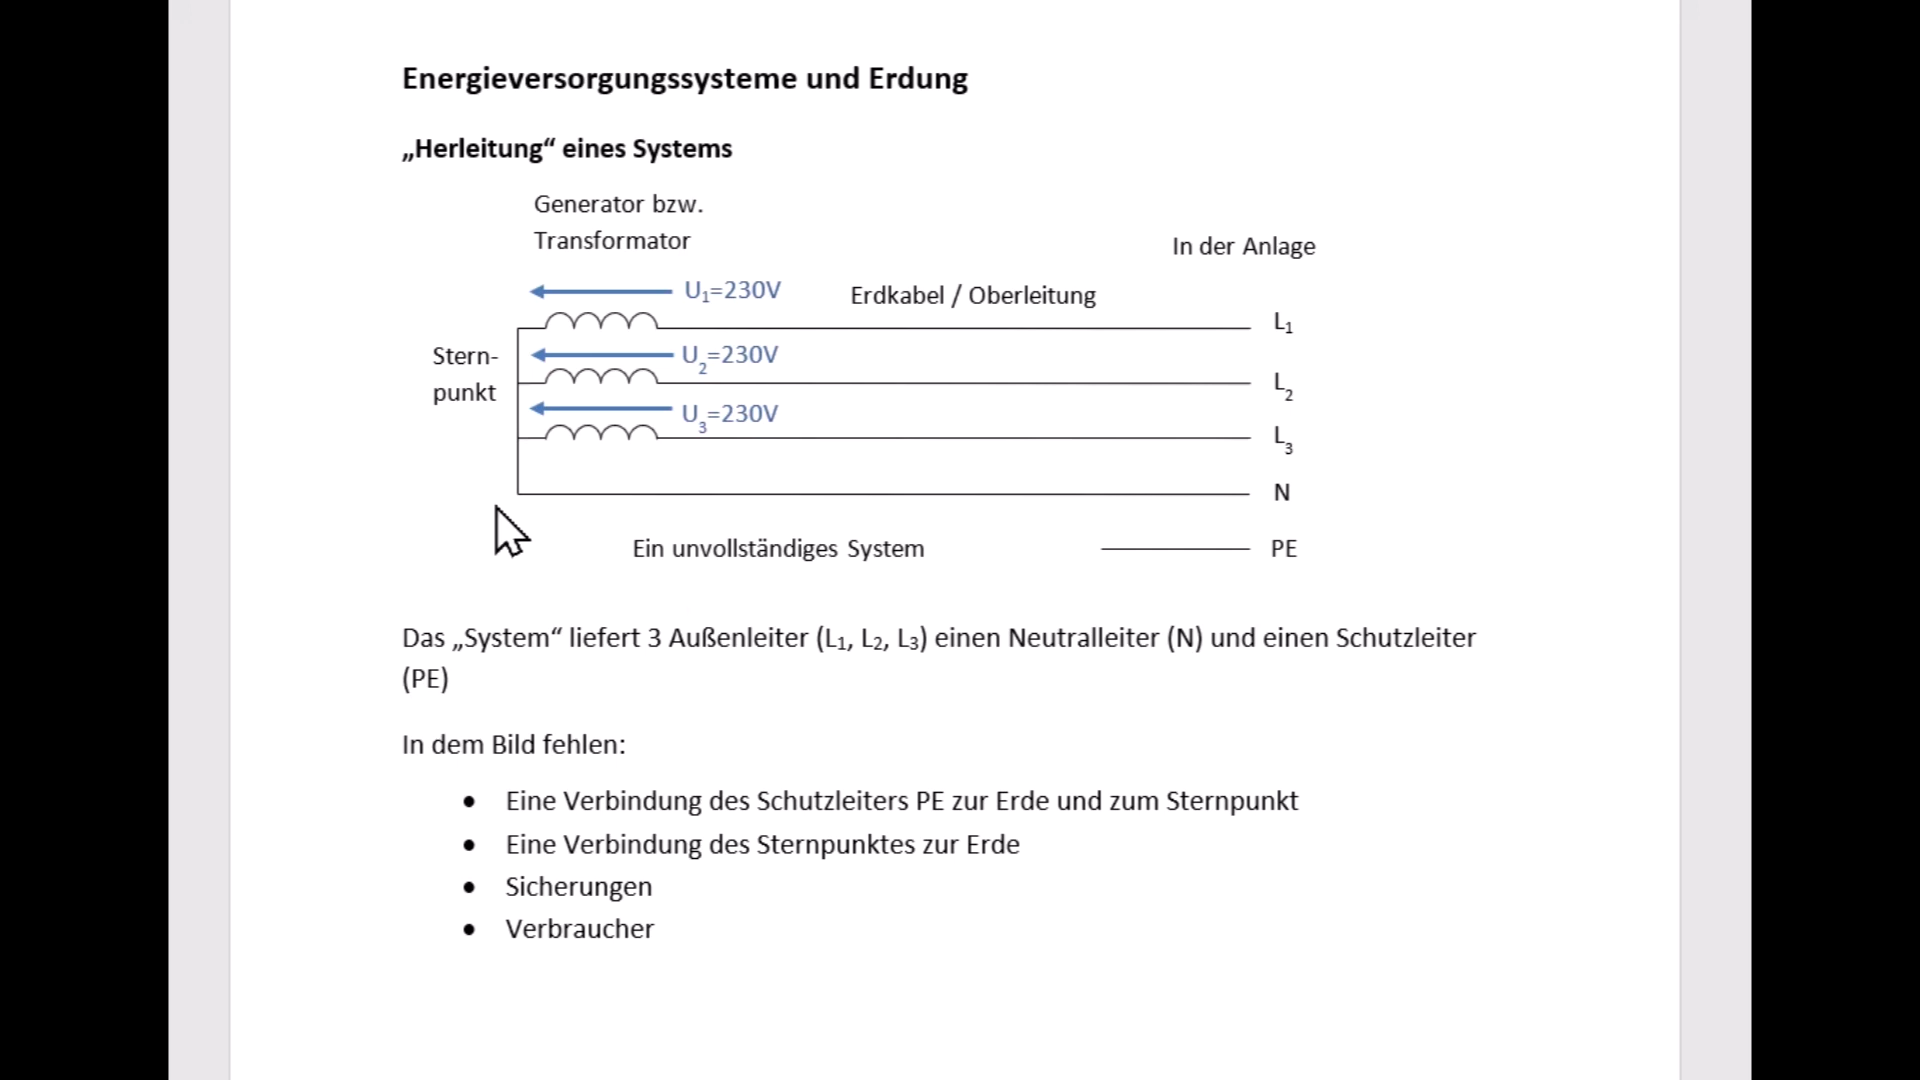 Energieversorgungssysteme und Erdung
„Herleitung“ eines Systems
Generator bzw.
Transformator
In der Anlage
U₁=230V
Erdkabel / Oberleitung
L₁
Stern-
punkt
U₂=230V
L₂
U₃=230V
L₃
N
Ein unvollständiges System
PE
Das „System“ liefert 3 Außenleiter (L₁, L₂, L₃) einen Neutralleiter (N) und einen Schutzleiter
(PE)
In dem Bild fehlen:
• Eine Verbindung des Schutzleiters PE zur Erde und zum Sternpunkt
• Eine Verbindung des Sternpunktes zur Erde
• Sicherungen
• Verbraucher